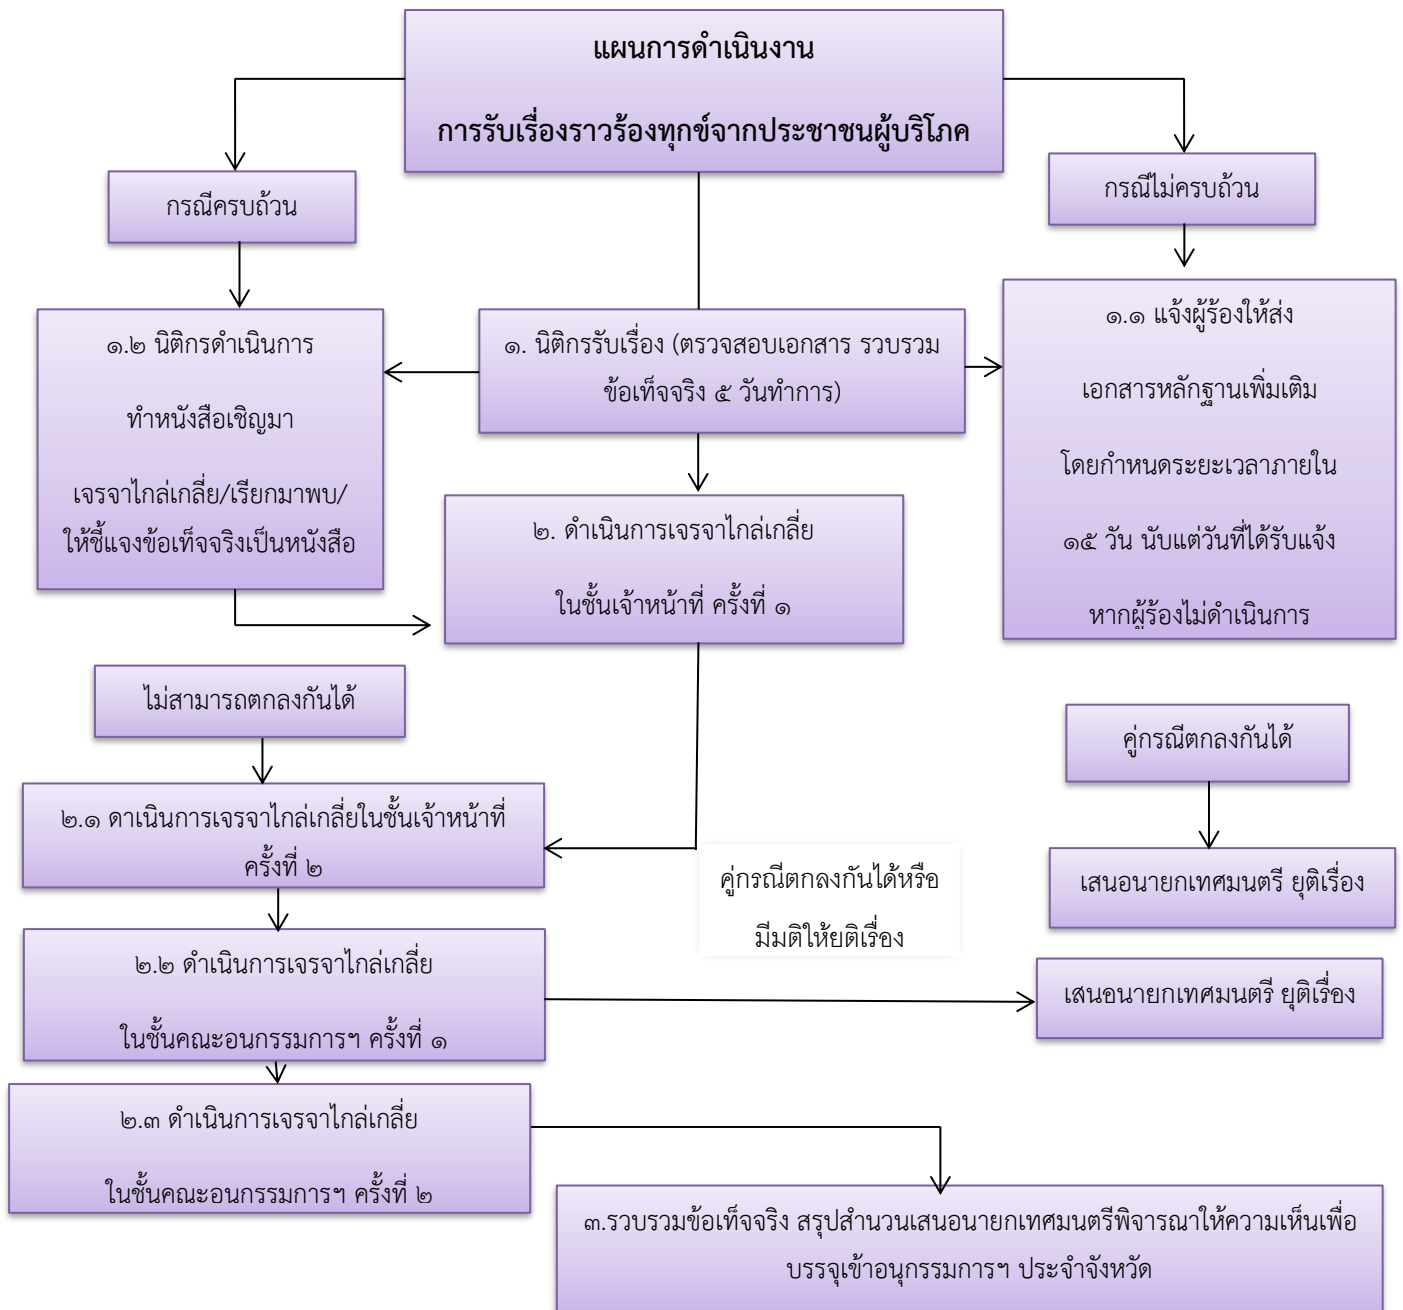 แผนการดำเนินงาน
การรับเรื่องราวร้องทุกข์จากประชาชนผู้บริโภค
กรณีครบถ้วน
กรณีไม่ครบถ้วน
๑.๒ นิติกรดำเนินการ
ทำหนังสือเชิญมา
เจรจาไกล่เกลี่ย/เรียกมาพบ/
ให้ชี้แจงข้อเท็จจริงเป็นหนังสือ
๑. นิติกรรับเรื่อง (ตรวจสอบเอกสาร รวบรวม
ข้อเท็จจริง ๕ วันทำการ)
๑.๑ แจ้งผู้ร้องให้ส่ง
เอกสารหลักฐานเพิ่มเติม
โดยกำหนดระยะเวลาภายใน
๑๕ วัน นับแต่วันที่ได้รับแจ้ง
หากผู้ร้องไม่ดำเนินการ
๒. ดำเนินการเจรจาไกล่เกลี่ย
ในชั้นเจ้าหน้าที่ ครั้งที่ ๑
ไม่สามารถตกลงกันได้
คู่กรณีตกลงกันได้
๒.๑ ดาเนินการเจรจาไกล่เกลี่ยในชั้นเจ้าหน้าที่
ครั้งที่ ๒
คู่กรณีตกลงกันได้หรือ
มีมติให้ยติเรื่อง
เสนอนายกเทศมนตรี ยุติเรื่อง
๒.๒ ดำเนินการเจรจาไกล่เกลี่ย
ในชั้นคณะอนกรรมการฯ ครั้งที่ ๑
เสนอนายกเทศมนตรี ยุติเรื่อง
๒.๓ ดำเนินการเจรจาไกล่เกลี่ย
ในชั้นคณะอนกรรมการฯ ครั้งที่ ๒
๓.รวบรวมข้อเท็จจริง สรุปสำนวนเสนอนายกเทศมนตรีพิจารณาให้ความเห็นเพื่อ
บรรจุเข้าอนุกรรมการฯ ประจำจังหวัด